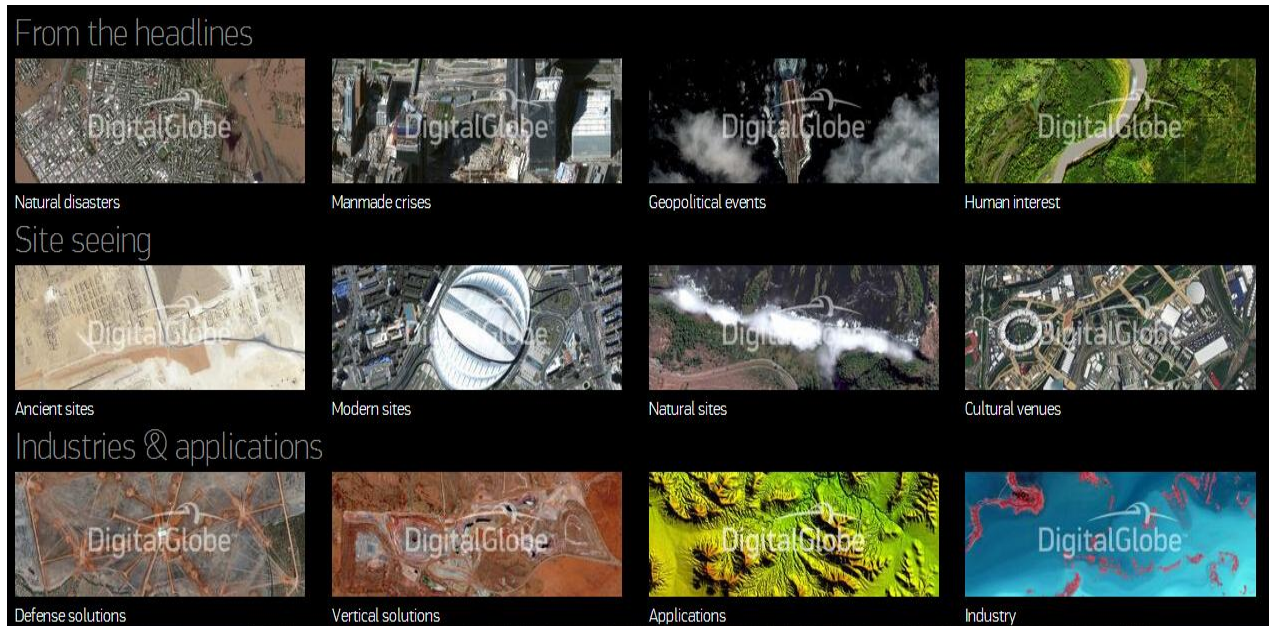 From the headlines
DigitalGlobe DigitalGlobe DigitalGlobe DigitalGlobe
Natural disasters Manmade crises Geopolitical events Human interest
Site seeing
DigitalGlobe DigitalGlobe DigitalGlobe DigitalGlobe
Ancient sites Modern sites Natural sites Cultural venues
Industries & applications
DigitalGlobe DigitalGlobe DigitalGlobe DigitalGlobe
Defense solutions Vertical solutions Applications Industry